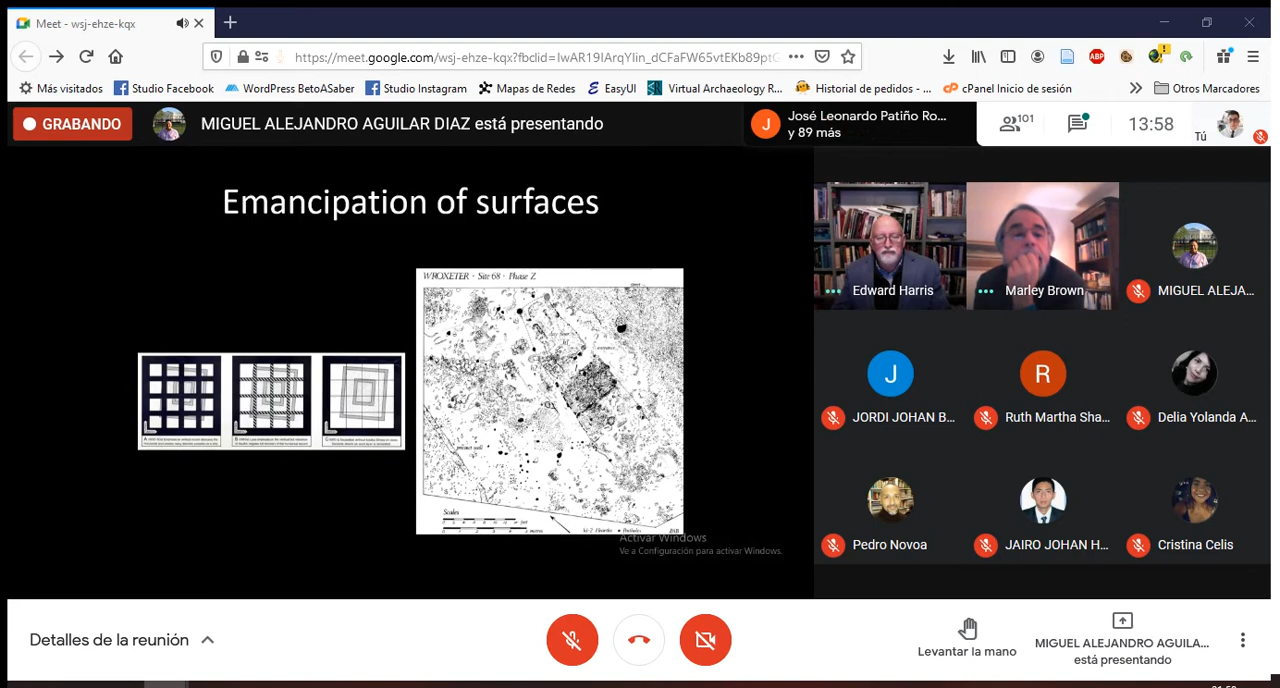 Meet - wsj-ehze-kqx
https://meet.google.com/wsj-ehze-kqx?fbclid=IwAR19IArqYIin_dCFaFW65vtEKb89ptG
ABP
Más visitados
Studio Facebook
WordPress BetoASaber
Studio Instagram
Mapas de Redes
EasyUI
Virtual Archaeology R...
Historial de pedidos - ...
cPanel Inicio de sesión
Otros Marcadores
GRABANDO
MIGUEL ALEJANDRO AGUILAR DIAZ está presentando
J
José Leonardo Patiño Ro...
y 89 más
101
13:58
Tú
Emancipation of surfaces
WROXETER · Site 68 · Phase Z
Scales
feet
metres
Activar Windows
Ve a Configuración para activar Windows.
Edward Harris
Marley Brown
MIGUEL ALEJA...
J
R
JORDI JOHAN B...
Ruth Martha Sha...
Delia Yolanda A...
Pedro Novoa
JAIRO JOHAN H...
Cristina Celis
Detalles de la reunión
Levantar la mano
MIGUEL ALEJANDRO AGUILA...
está presentando